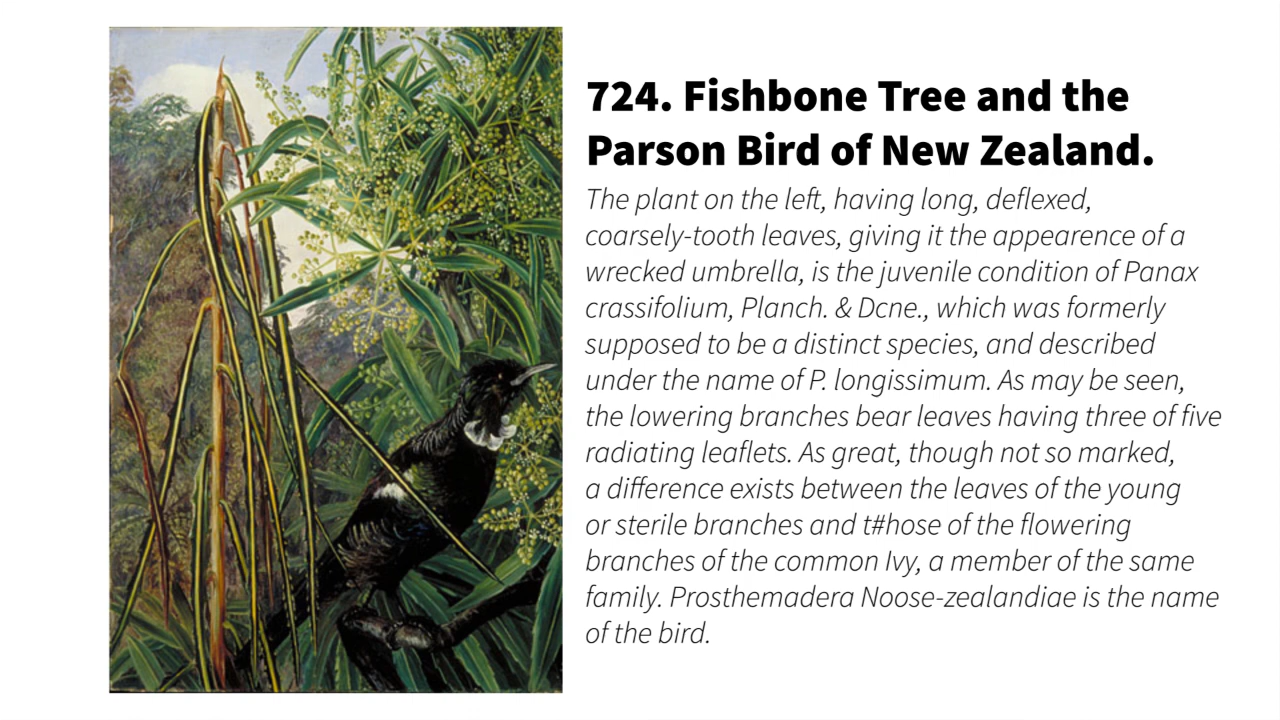 724. Fishbone Tree and the
Parson Bird of New Zealand.
The plant on the left, having long, deflexed,
coarsely-tooth leaves, giving it the appearence of a
wrecked umbrella, is the juvenile condition of Panax
crassifolium, Planch. & Dcne., which was formerly
supposed to be a distinct species, and described
under the name of P. longissimum. As may be seen,
the lowering branches bear leaves having three of five
radiating leaflets. As great, though not so marked,
a difference exists between the leaves of the young
or sterile branches and t#hose of the flowering
branches of the common Ivy, a member of the same
family. Prosthemadera Noose-zealandiae is the name
of the bird.